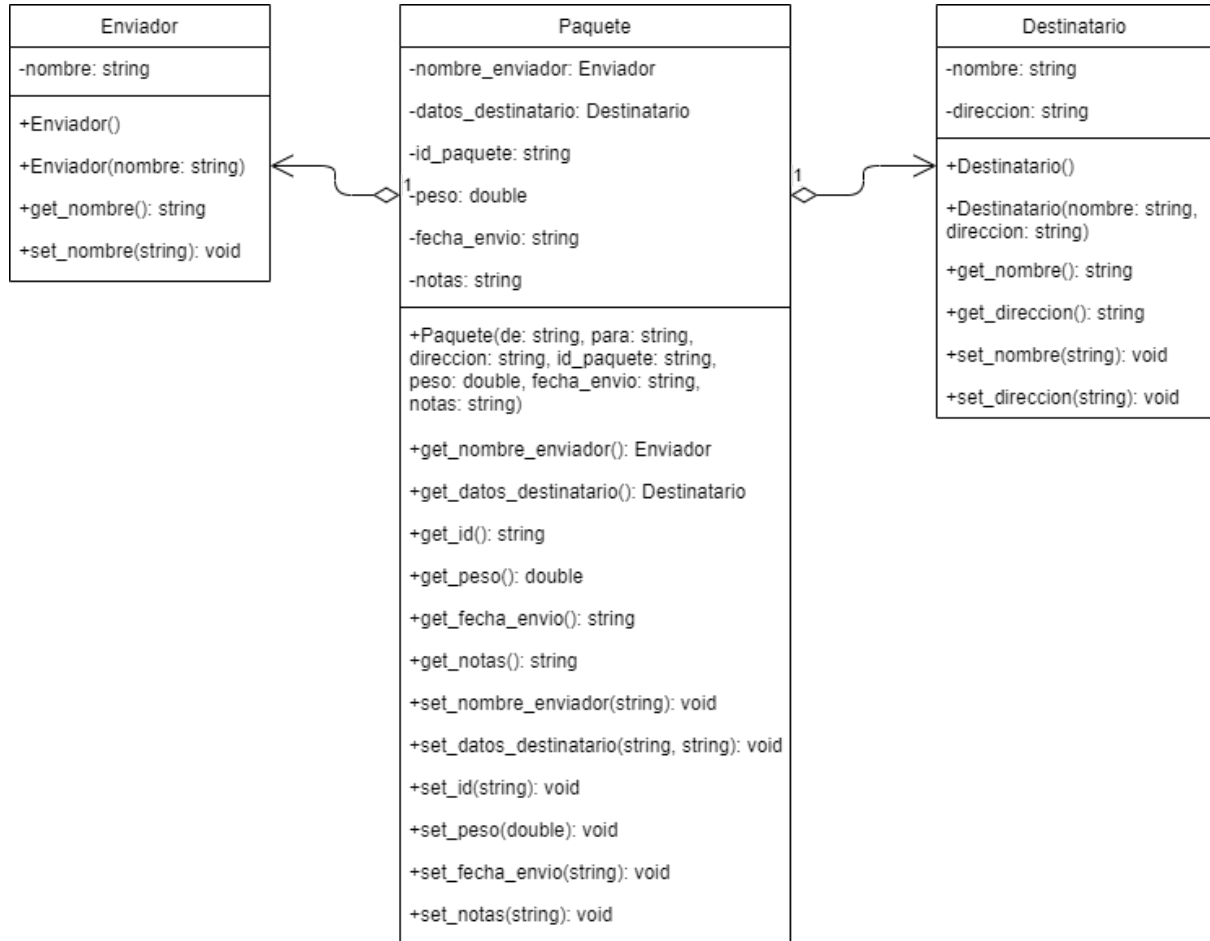 Enviador
-nombre: string
+Enviador()
+Enviador(nombre: string)
+get_nombre(): string
+set_nombre(string): void
Paquete
-nombre_enviador: Enviador
-datos_destinatario: Destinatario
-id_paquete: string
-peso: double
-fecha_envio: string
-notas: string
+Paquete(de: string, para: string,
direccion: string, id_paquete: string,
peso: double, fecha_envio: string,
notas: string)
+get_nombre_enviador(): Enviador
+get_datos_destinatario(): Destinatario
+get_id(): string
+get_peso(): double
+get_fecha_envio(): string
+get_notas(): string
+set_nombre_enviador(string): void
+set_datos_destinatario(string, string): void
+set_id(string): void
+set_peso(double): void
+set_fecha_envio(string): void
+set_notas(string): void
1
1
Destinatario
-nombre: string
-direccion: string
+Destinatario()
+Destinatario(nombre: string,
direccion: string)
+get_nombre(): string
+get_direccion(): string
+set_nombre(string): void
+set_direccion(string): void